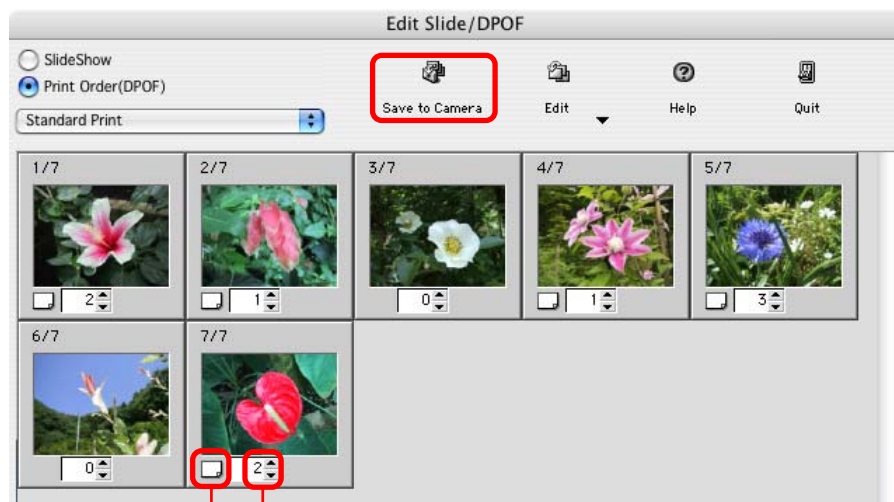 Edit Slide/DPOF
SlideShow
Print Order(DPOF)
Standard Print
Save to Camera
Edit
Help
Quit
1/7
2/7
3/7
4/7
5/7
2
1
0
1
3
6/7
7/7
0
2